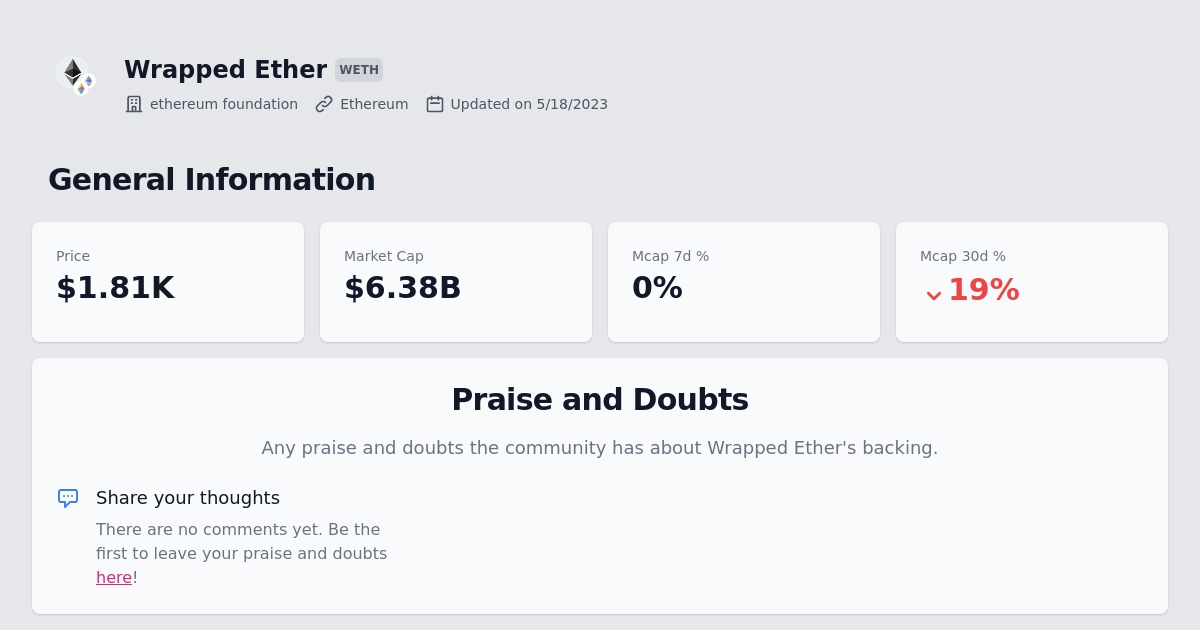 Wrapped Ether WETH
ethereum foundation Ethereum Updated on 5/18/2023
General Information
Price
$1.81K
Market Cap
$6.38B
Mcap 7d %
0%
Mcap 30d %
19%
Praise and Doubts
Any praise and doubts the community has about Wrapped Ether's backing.
Share your thoughts
There are no comments yet. Be the
first to leave your praise and doubts
here!